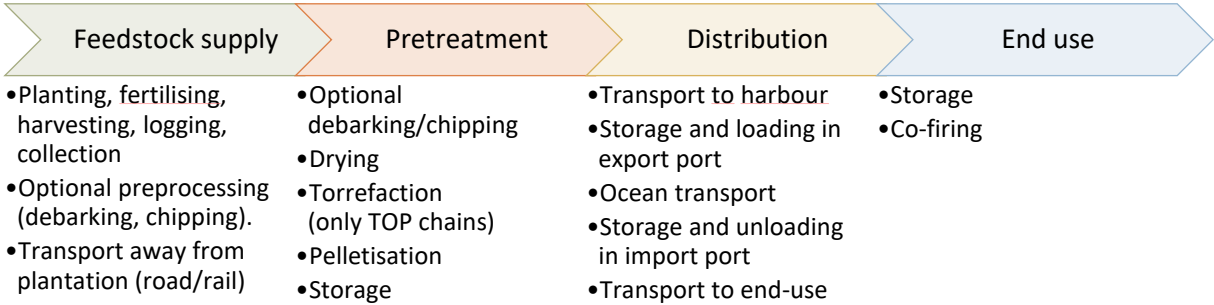 Feedstock supply
Pretreatment
Distribution
End use
•Planting, fertilising,
harvesting, logging,
collection
•Optional preprocessing
(debarking, chipping).
•Transport away from
plantation (road/rail)
•Optional
debarking/chipping
•Drying
•Torrefaction
(only TOP chains)
•Pelletisation
•Storage
•Transport to harbour
•Storage and loading in
export port
•Ocean transport
•Storage and unloading
in import port
•Transport to end-use
•Storage
•Co-firing